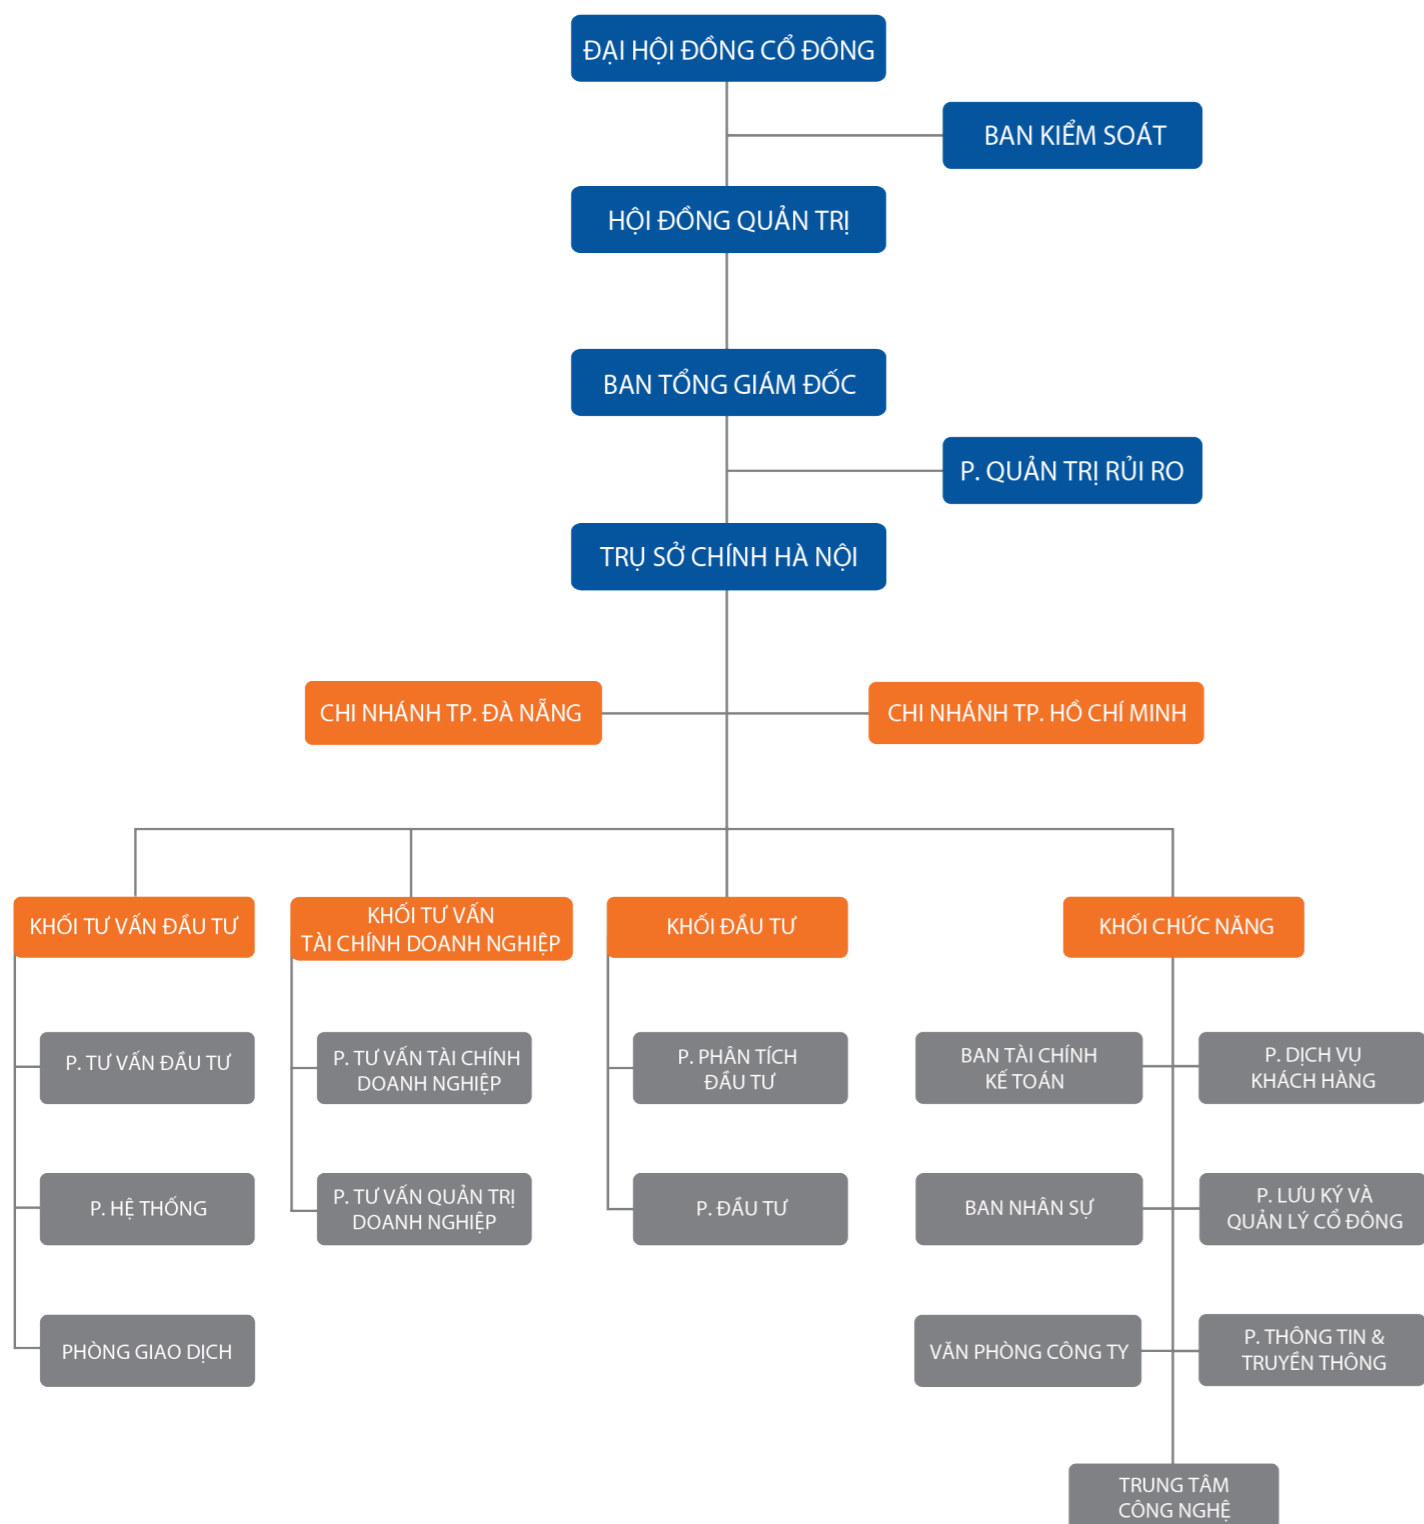 ĐẠI HỘI ĐỒNG CỔ ĐÔNG
BAN KIỂM SOÁT
HỘI ĐỒNG QUẢN TRỊ
BAN TỔNG GIÁM ĐỐC
P. QUẢN TRỊ RỦI RO
TRỤ SỞ CHÍNH HÀ NỘI
CHI NHÁNH TP. ĐÀ NẴNG
CHI NHÁNH TP. HỒ CHÍ MINH
KHỐI TƯ VẤN ĐẦU TƯ
KHỐI TƯ VẤN
TÀI CHÍNH DOANH NGHIỆP
KHỐI ĐẦU TƯ
KHỐI CHỨC NĂNG
P. TƯ VẤN ĐẦU TƯ
P. TƯ VẤN TÀI CHÍNH
DOANH NGHIỆP
P. PHÂN TÍCH
ĐẦU TƯ
BAN TÀI CHÍNH
KẾ TOÁN
P. DỊCH VỤ
KHÁCH HÀNG
P. HỆ THỐNG
P. TƯ VẤN QUẢN TRỊ
DOANH NGHIỆP
P. ĐẦU TƯ
BAN NHÂN SỰ
P. LƯU KÝ VÀ
QUẢN LÝ CỔ ĐÔNG
PHÒNG GIAO DỊCH
VĂN PHÒNG CÔNG TY
P. THÔNG TIN &
TRUYỀN THÔNG
TRUNG TÂM
CÔNG NGHỆ